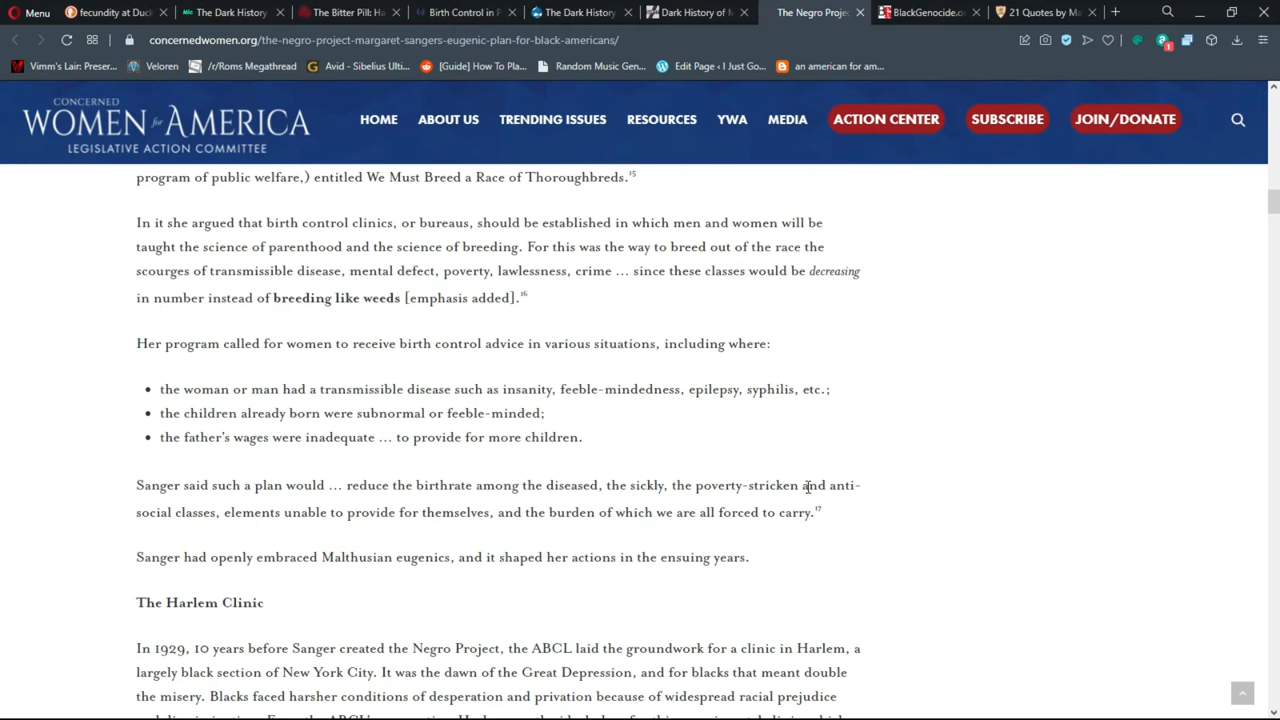 Menu
fecundity at Duck
The Dark History
The Bitter Pill: Ha
Birth Control in P
The Dark History
Dark History of M
The Negro Proje
BlackGenocide.o
21 Quotes by Ma
concernedwomen.org/the-negro-project-margaret-sangers-eugenic-plan-for-black-americans/
1
Vimm's Lair: Preser...
Veloren
/r/Roms Megathread
Avid - Sibelius Ulti...
[Guide] How To Pla...
Random Music Gen...
Edit Page ‹ I Just Go...
an american for am...
CONCERNED
WOMEN for AMERICA
LEGISLATIVE ACTION COMMITTEE
HOME
ABOUT US
TRENDING ISSUES
RESOURCES
YWA
MEDIA
ACTION CENTER
SUBSCRIBE
JOIN/DONATE
program of public welfare,) entitled We Must Breed a Race of Thoroughbreds.15
In it she argued that birth control clinics, or bureaus, should be established in which men and women will be
taught the science of parenthood and the science of breeding. For this was the way to breed out of the race the
scourges of transmissible disease, mental defect, poverty, lawlessness, crime … since these classes would be decreasing
in number instead of breeding like weeds [emphasis added].16
Her program called for women to receive birth control advice in various situations, including where:
• the woman or man had a transmissible disease such as insanity, feeble-mindedness, epilepsy, syphilis, etc.;
• the children already born were subnormal or feeble-minded;
• the father's wages were inadequate … to provide for more children.
Sanger said such a plan would … reduce the birthrate among the diseased, the sickly, the poverty-stricken and anti-
social classes, elements unable to provide for themselves, and the burden of which we are all forced to carry.17
Sanger had openly embraced Malthusian eugenics, and it shaped her actions in the ensuing years.
The Harlem Clinic
In 1929, 10 years before Sanger created the Negro Project, the ABCL laid the groundwork for a clinic in Harlem, a
largely black section of New York City. It was the dawn of the Great Depression, and for blacks that meant double
the misery. Blacks faced harsher conditions of desperation and privation because of widespread racial prejudice